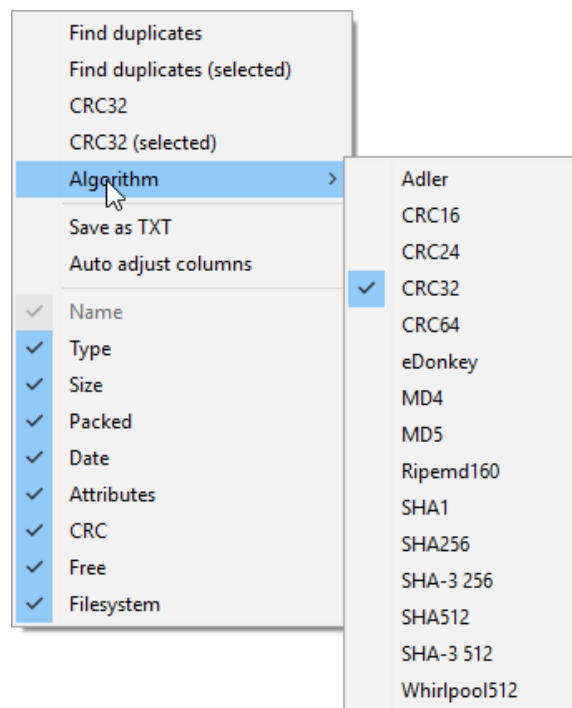 Find duplicates
Find duplicates (selected)
CRC32
CRC32 (selected)
Algorithm
Save as TXT
Auto adjust columns
Name
Type
Size
Packed
Date
Attributes
CRC
Free
Filesystem
Adler
CRC16
CRC24
CRC32
CRC64
eDonkey
MD4
MD5
Ripemd160
SHA1
SHA256
SHA-3 256
SHA512
SHA-3 512
Whirlpool512